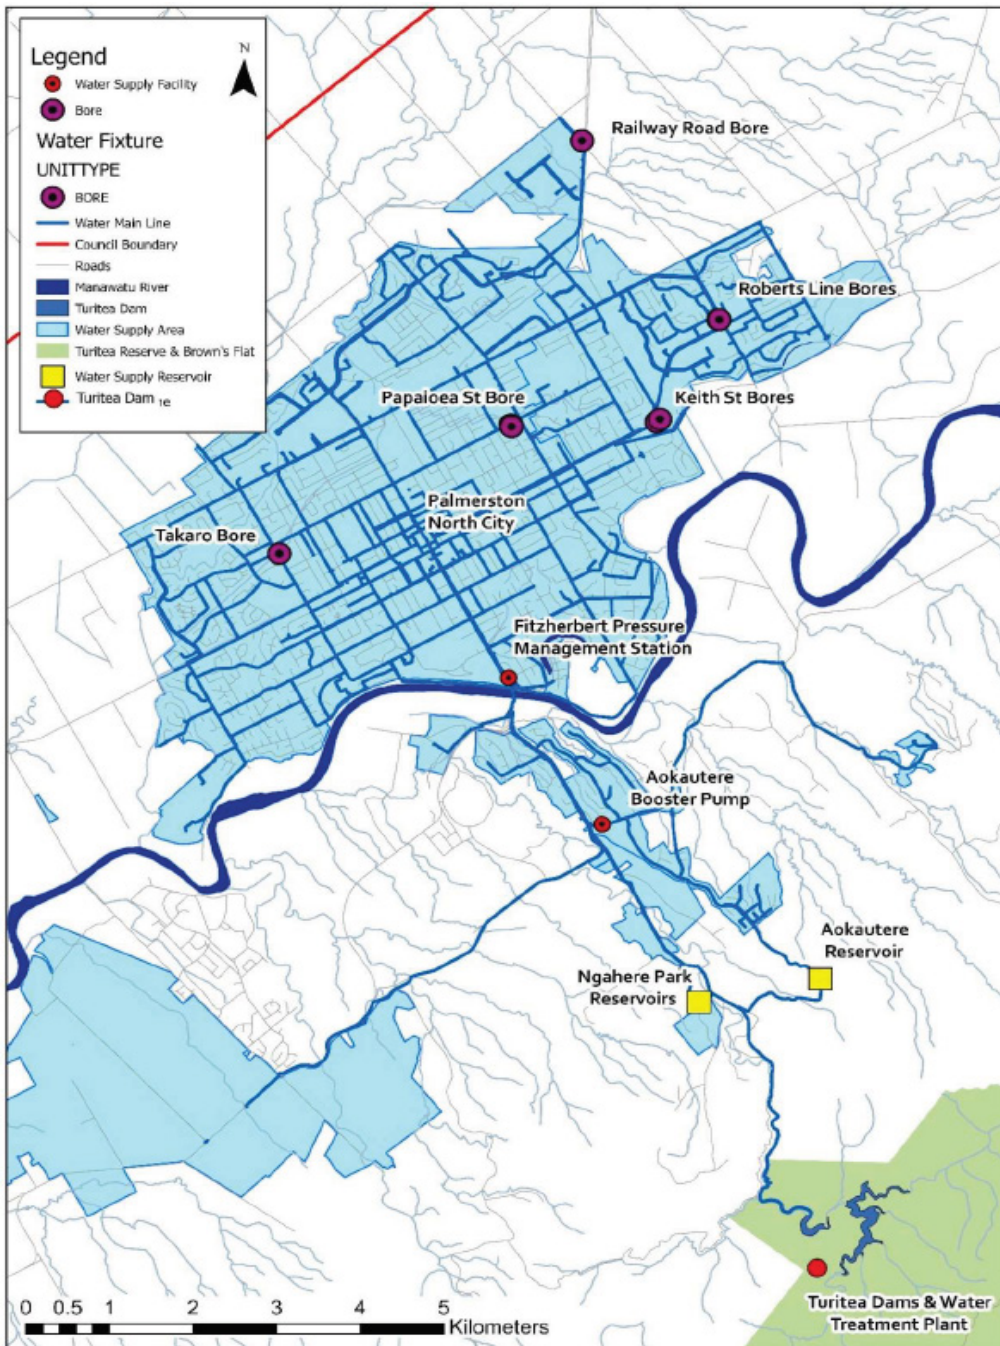 Legend
Water Supply Facility
Bore
Water Fixture
UNITTYPE
BORE
Water Main Line
Council Boundary
Roads
Manawatu River
Turitea Dam
Water Supply Area
Turitea Reserve & Brown's Flat
Water Supply Reservoir
Turitea Dam 1e
N
Railway Road Bore
Roberts Line Bores
Papaioea St Bore
Keith St Bores
Palmerston
North City
Takaro Bore
Fitzherbert Pressure
Management Station
Aokautere
Booster Pump
Aokautere
Reservoir
Ngahere Park
Reservoirs
Turitea Dams & Water
Treatment Plant
0 0.5 1 2 3 4 5
Kilometers